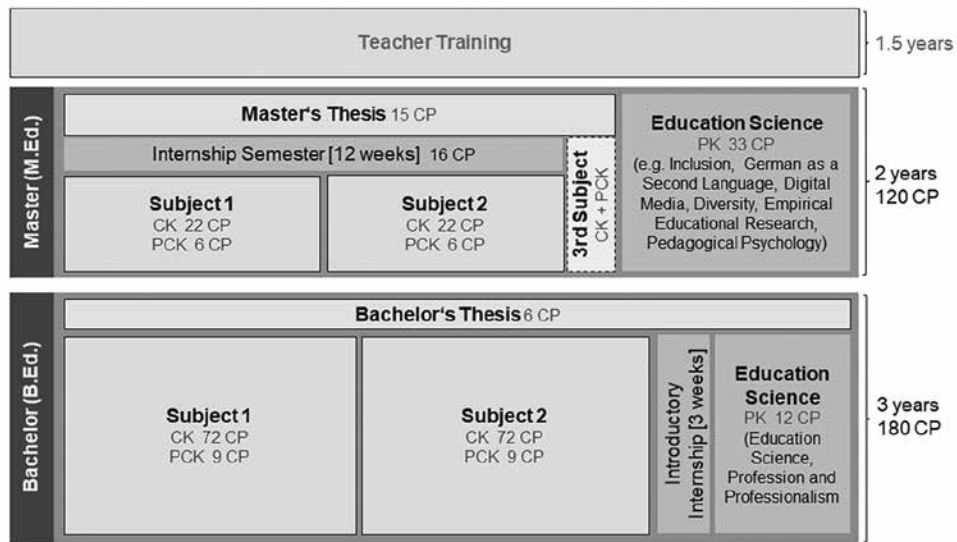 Teacher Training
1.5 years
Master (M.Ed.)
Master's Thesis 15 CP
Internship Semester [12 weeks] 16 CP
Subject 1
CK 22 CP
PCK 6 CP
Subject 2
CK 22 CP
PCK 6 CP
3rd Subject
CK + PCK
Education Science
PK 33 CP
(e.g. Inclusion, German as a
Second Language, Digital
Media, Diversity, Empirical
Educational Research,
Pedagogical Psychology)
2 years
120 CP
Bachelor (B.Ed.)
Bachelor's Thesis 6 CP
Subject 1
CK 72 CP
PCK 9 CP
Subject 2
CK 72 CP
PCK 9 CP
Introductory
Internship [3 weeks]
Education
Science
PK 12 CP
(Education
Science,
Profession and
Professionalism
3 years
180 CP